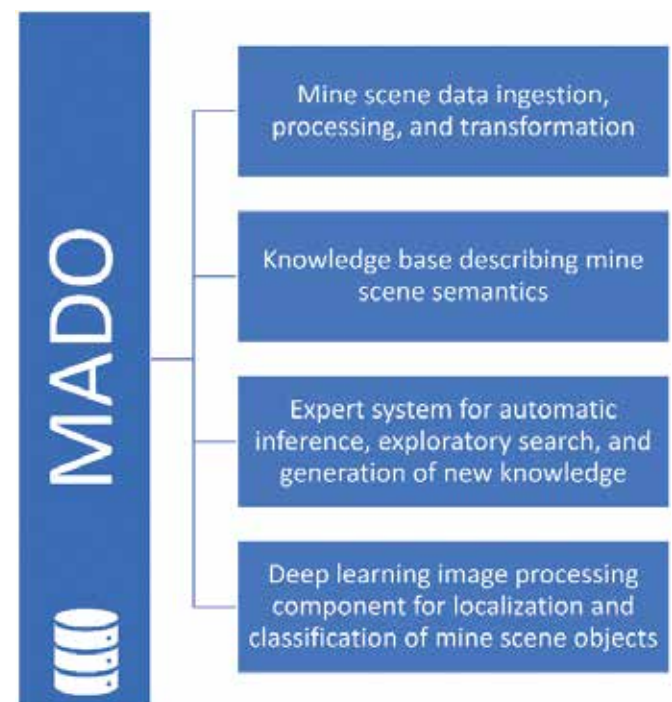 MADO
Mine scene data ingestion,
processing, and transformation
Knowledge base describing mine
scene semantics
Expert system for automatic
inference, exploratory search, and
generation of new knowledge
Deep learning image processing
component for localization and
classification of mine scene objects